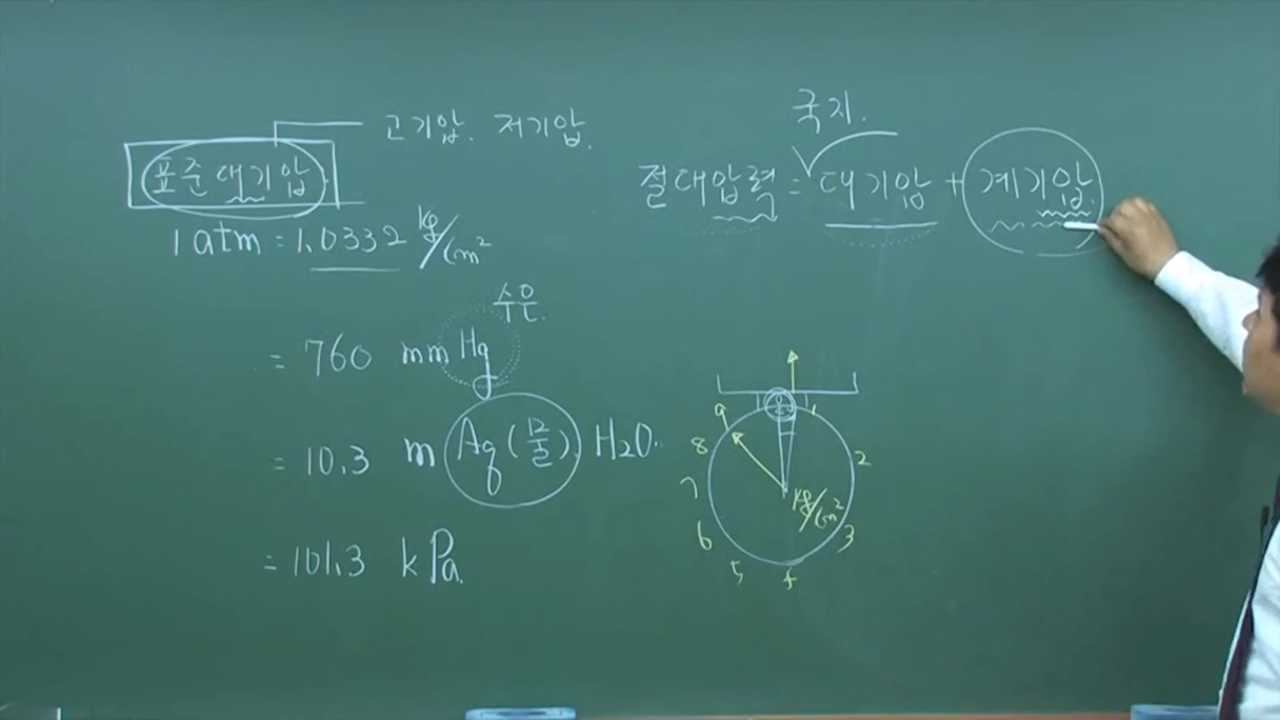 고기압. 저기압.
표준대기압
1 atm = 1.0332 kg/cm²
수은
= 760 mm Hg
= 10.3 m Aq (물). H2O..
= 101.3 kPa
국지.
절대압력 = 대기압 + 계기압
0
1
2
3
4
5
6
7
8
9
kg/cm²